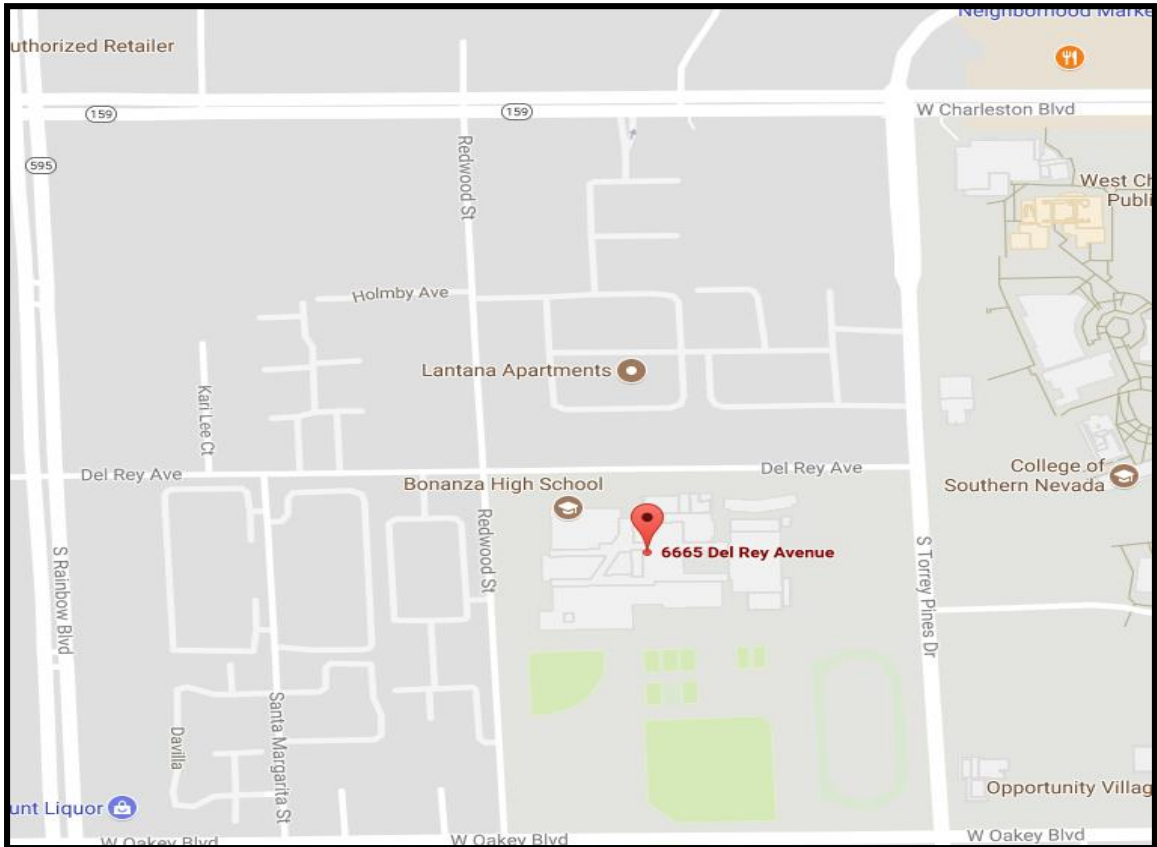 Neighborhood Marke
uthorized Retailer
159
159
W Charleston Blvd
595
Redwood St
West Ch
Publi
Holmby Ave
Lantana Apartments
Kari Lee Ct
Del Rey Ave
Del Rey Ave
College of
Southern Nevada
Bonanza High School
6665 Del Rey Avenue
Redwood St
S Rainbow Blvd
S Torrey Pines Dr
Santa Margarita St
Davilla
Opportunity Villag
unt Liquor
W Oakey Blvd
W Oakey Blvd
W Oakey Blvd